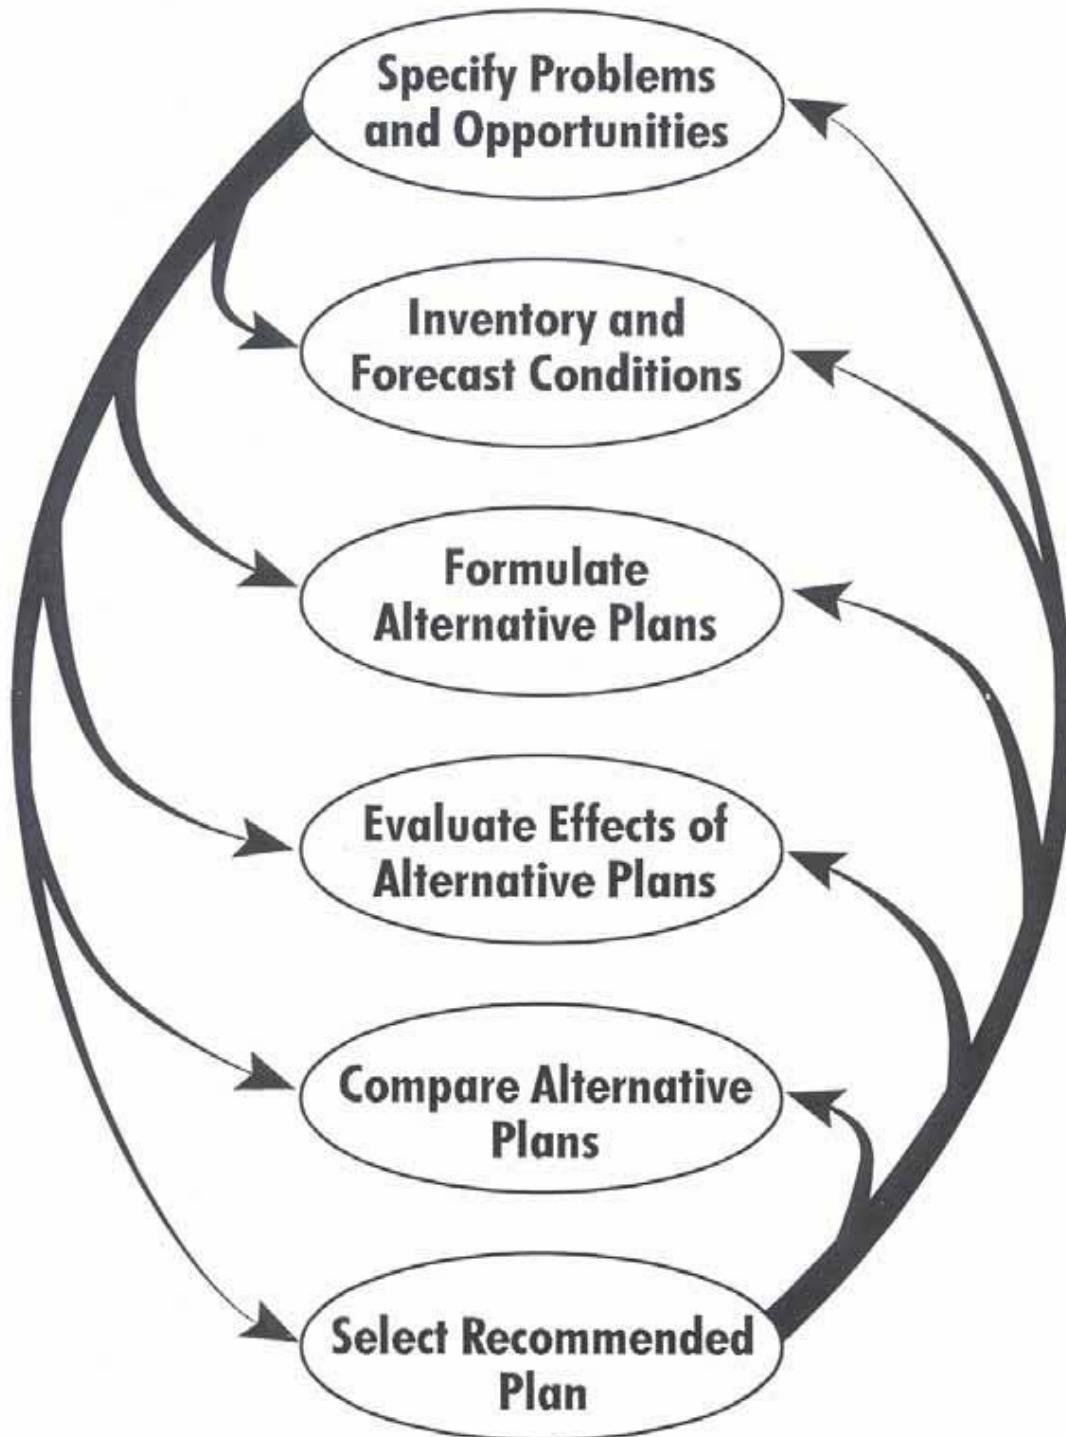 Specify Problems
and Opportunities
Inventory and
Forecast Conditions
Formulate
Alternative Plans
Evaluate Effects of
Alternative Plans
Compare Alternative
Plans
Select Recommended
Plan